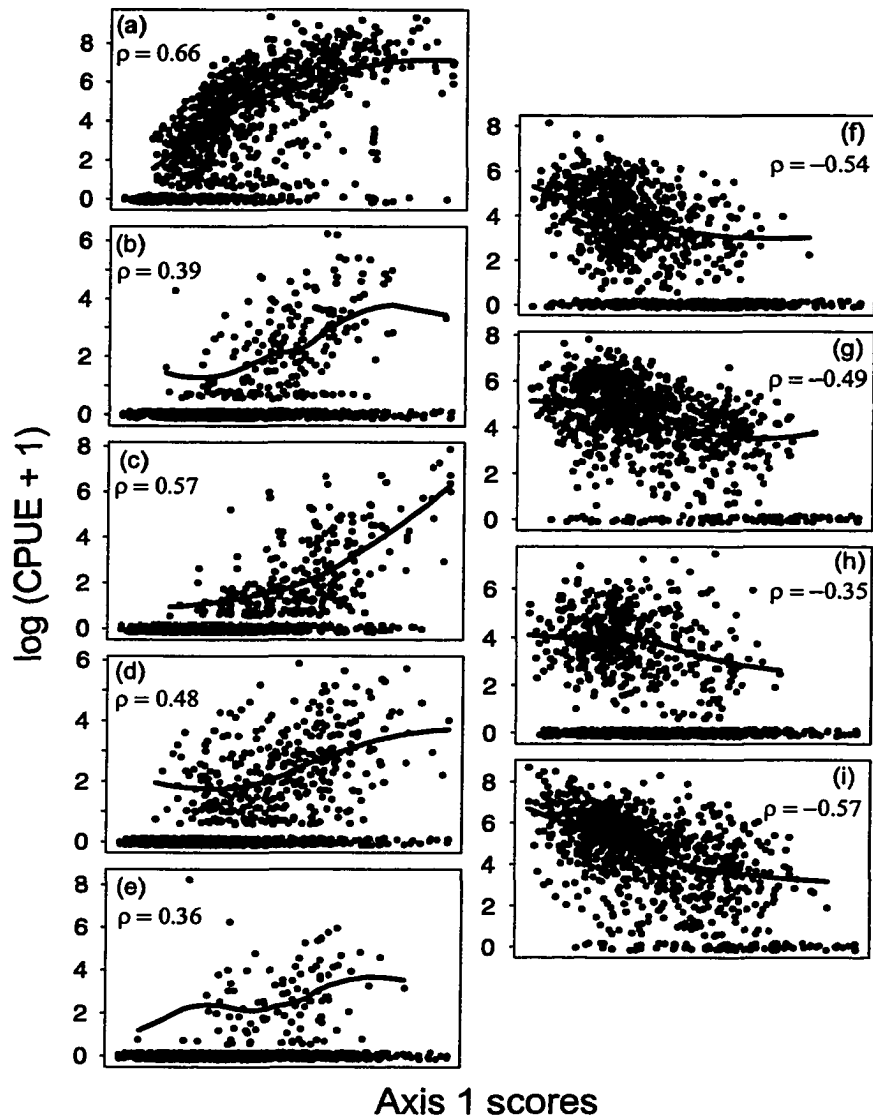 (a)
ρ = 0.66
8
6
4
2
0
(b)
ρ = 0.39
6
4
2
0
(c)
ρ = 0.57
8
6
4
2
0
(d)
ρ = 0.48
6
4
2
0
(e)
ρ = 0.36
8
6
4
2
0
(f)
ρ = −0.54
8
6
4
2
0
(g)
ρ = −0.49
8
6
4
2
0
(h)
ρ = −0.35
6
4
2
0
(i)
ρ = −0.57
8
6
4
2
0
log (CPUE + 1)
Axis 1 scores